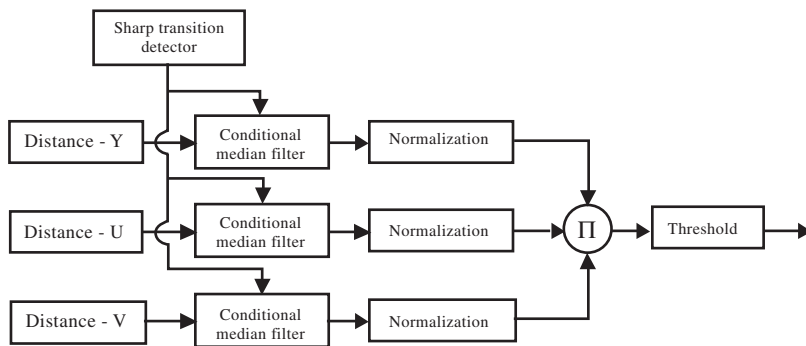 Sharp transition
detector
Distance - Y
Conditional
median filter
Normalization
Distance - U
Conditional
median filter
Normalization
Π
Threshold
Distance - V
Conditional
median filter
Normalization